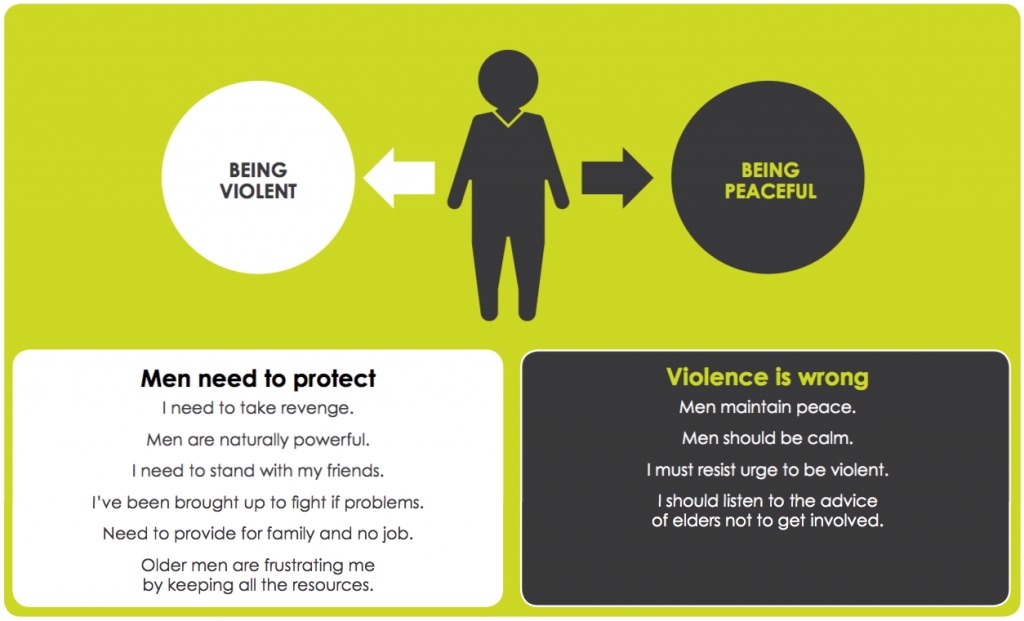 BEING
VIOLENT
BEING
PEACEFUL
Men need to protect
I need to take revenge.
Men are naturally powerful.
I need to stand with my friends.
I've been brought up to fight if problems.
Need to provide for family and no job.
Older men are frustrating me
by keeping all the resources.
Violence is wrong
Men maintain peace.
Men should be calm.
I must resist urge to be violent.
I should listen to the advice
of elders not to get involved.